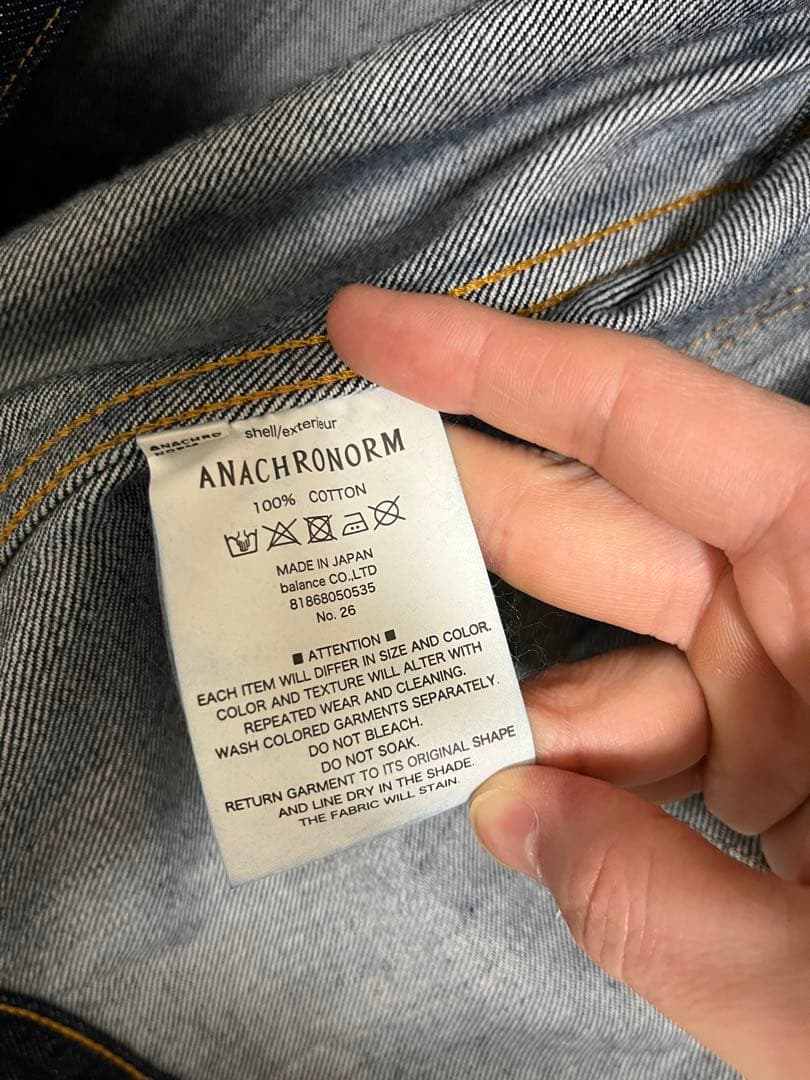 ANACHRO
NORM
shell/exterieur
ANACHRONORM
100% COTTON
MADE IN JAPAN
balance CO.,LTD
81868050535
No. 26
■ ATTENTION ■
EACH ITEM WILL DIFFER IN SIZE AND COLOR.
COLOR AND TEXTURE WILL ALTER WITH
REPEATED WEAR AND CLEANING.
WASH COLORED GARMENTS SEPARATELY.
DO NOT BLEACH.
DO NOT SOAK.
RETURN GARMENT TO ITS ORIGINAL SHAPE
AND LINE DRY IN THE SHADE.
THE FABRIC WILL STAIN.